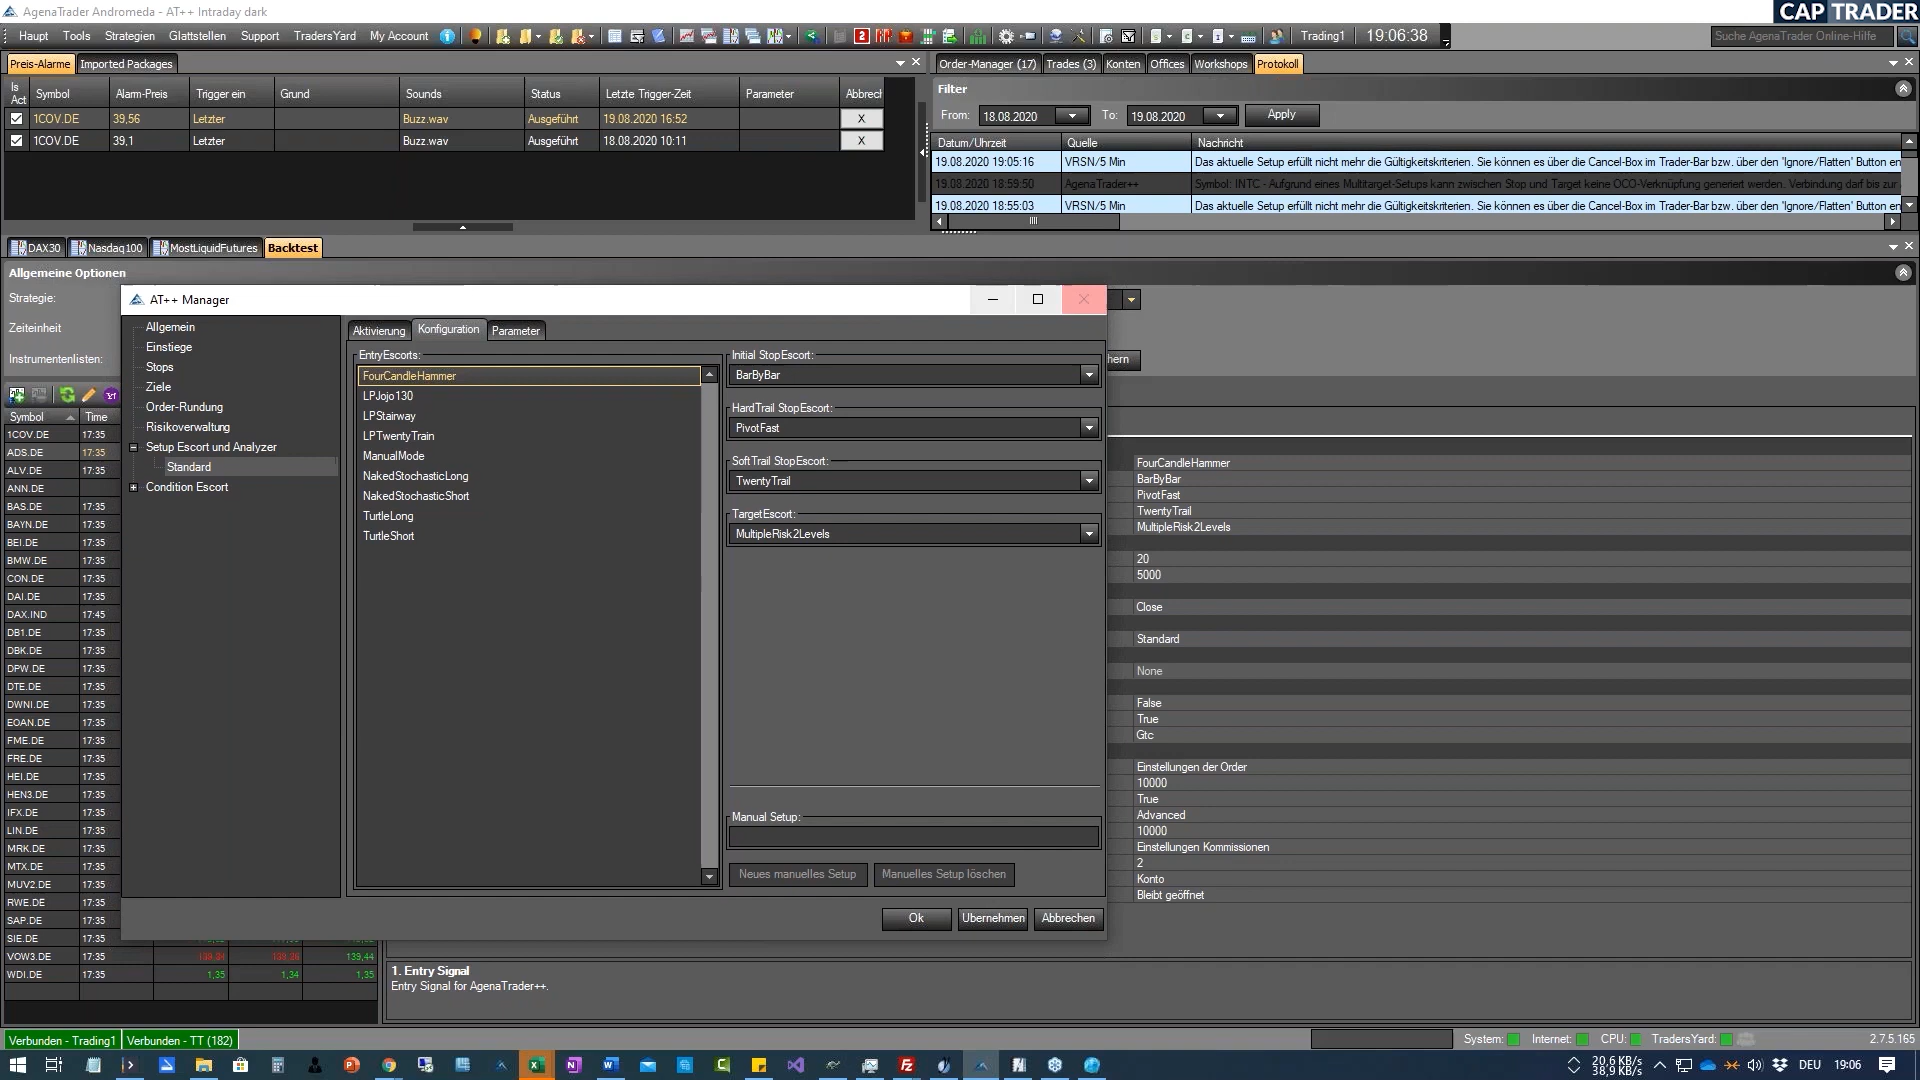 AgenaTrader Andromeda - AT++ Intraday dark
CAP TRADER
Haupt Tools Strategien Glattstellen Support TradersYard My Account Trading1 19:06:38 Suche AgenaTrader Online-Hilfe
Preis-Alarme Imported Packages
Is Act Symbol Alarm-Preis Trigger ein Grund Sounds Status Letzte Trigger-Zeit Parameter Abbrecl
1COV.DE 39,56 Letzter Buzz.wav Ausgeführt 19.08.2020 16:52 X
1COV.DE 39,1 Letzter Buzz.wav Ausgeführt 18.08.2020 10:11 X
Order-Manager (17) Trades (3) Konten Offices Workshops Protokoll
Filter
From: 18.08.2020 To: 19.08.2020 Apply
Datum/Uhrzeit Quelle Nachricht
19.08.2020 19:05:16 VRSN/5 Min Das aktuelle Setup erfüllt nicht mehr die Gültigkeitskriterien. Sie können es über die Cancel-Box im Trader-Bar bzw. über den 'Ignore/Flatten' Button en
19.08.2020 18:59:50 AgenaTrader++ Symbol: INTC - Aufgrund eines Multitarget-Setups kann zwischen Stop und Target keine OCO-Verknüpfung generiert werden. Verbindung darf bis zur
19.08.2020 18:55:03 VRSN/5 Min Das aktuelle Setup erfüllt nicht mehr die Gültigkeitskriterien. Sie können es über die Cancel-Box im Trader-Bar bzw. über den 'Ignore/Flatten' Button en
DAX30 Nasdaq100 MostLiquidFutures Backtest
Allgemeine Optionen
Strategie:
Zeiteinheit
Instrumentenlisten:
hern
Symbol Time
1COV.DE 17:35
ADS.DE 17:35
ALV.DE 17:35
ANN.DE
BAS.DE 17:35
BAYN.DE 17:35
BEI.DE 17:35
BMW.DE 17:35
CON.DE 17:35
DAI.DE 17:35
DAX.IND 17:45
DB1.DE 17:35
DBK.DE 17:35
DPW.DE 17:35
DTE.DE 17:35
DWNI.DE 17:35
EOAN.DE 17:35
FME.DE 17:35
FRE.DE 17:35
HEI.DE 17:35
HEN3.DE 17:35
IFX.DE 17:35
LIN.DE 17:35
MRK.DE 17:35
MTX.DE 17:35
MUV2.DE 17:35
RWE.DE 17:35
SAP.DE 17:35
SIE.DE 17:35
VOW3.DE 17:35 139,44
WDI.DE 17:35 1,35 1,34 1,35
AT++ Manager
Allgemein
Einstiege
Stops
Ziele
Order-Rundung
Risikoverwaltung
Setup Escort und Analyzer
Standard
Condition Escort
Aktivierung Konfiguration Parameter
EntryEscorts:
FourCandleHammer
LPJojo130
LPStairway
LPTwentyTrain
ManualMode
NakedStochasticLong
NakedStochasticShort
TurtleLong
TurtleShort
Initial StopEscort:
BarByBar
HardTrail StopEscort:
PivotFast
SoftTrail StopEscort:
TwentyTrail
TargetEscort:
MultipleRisk2Levels
Manual Setup:
Neues manuelles Setup Manuelles Setup löschen
Ok Übernehmen Abbrechen
FourCandleHammer
BarByBar
PivotFast
TwentyTrail
MultipleRisk2Levels
20
5000
Close
Standard
None
False
True
Gtc
Einstellungen der Order
10000
True
Advanced
10000
Einstellungen Kommissionen
2
Konto
Bleibt geöffnet
1. Entry Signal
Entry Signal for AgenaTrader++.
Verbunden - Trading1 Verbunden - TT (182) System: Internet: CPU: TradersYard: 2.7.5.165
20,6 KB/s
38,9 KB/s
DEU 19:06